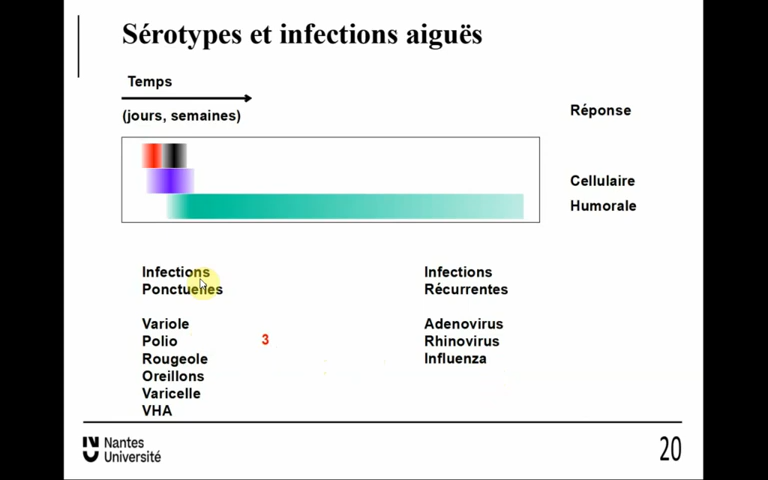 Sérotypes et infections aiguës
Temps
(jours, semaines)
Réponse
Cellulaire
Humorale
Infections
Ponctuelles
Variole
Polio 3
Rougeole
Oreillons
Varicelle
VHA
Infections
Récurrentes
Adenovirus
Rhinovirus
Influenza
Nantes
Université
20